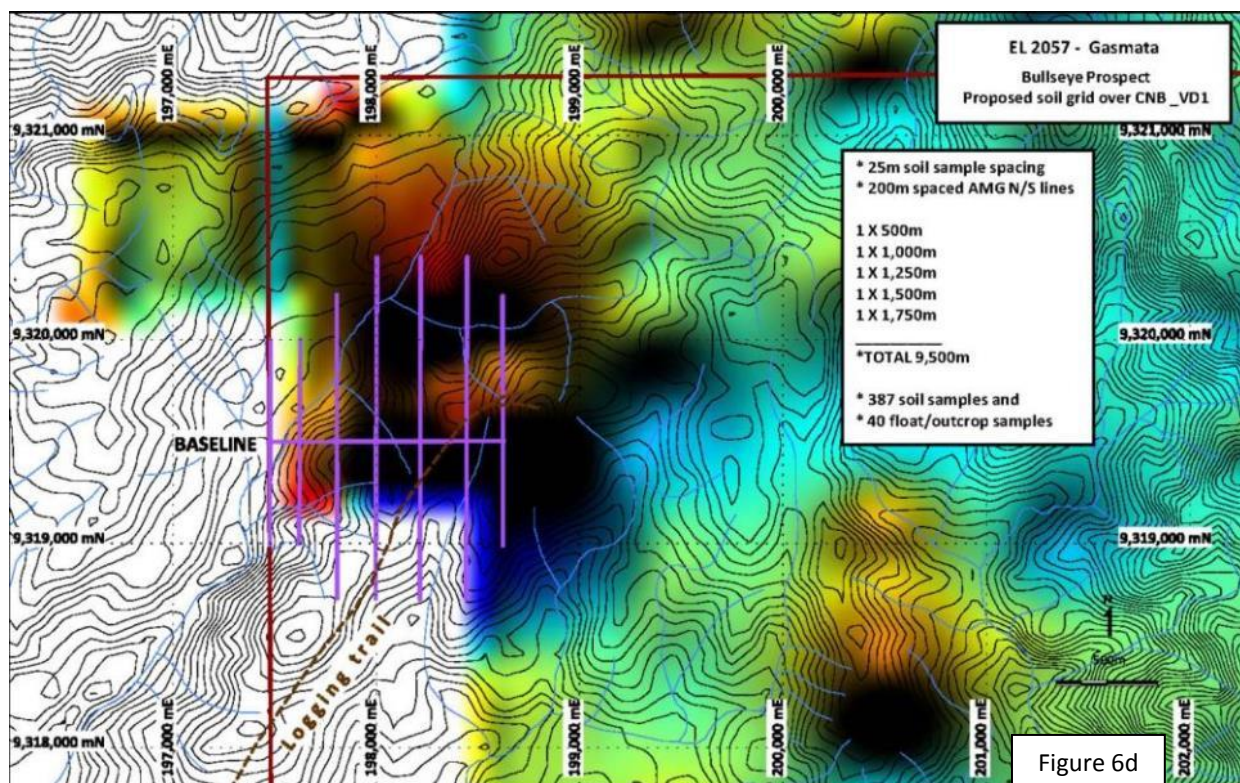 EL 2057 - Gasmata
Bullseye Prospect
Proposed soil grid over CNB _VD1
197,000 mE
198,000 mE
199,000 mE
200,000 mE
9,321,000 mN
9,321,000 mN
* 25m soil sample spacing
* 200m spaced AMG N/S lines
1 X 500m
1 X 1,000m
1 X 1,250m
1 X 1,500m
1 X 1,750m
*TOTAL 9,500m
* 387 soil samples and
* 40 float/outcrop samples
9,320,000 mN
9,320,000 mN
BASELINE
9,319,000 mN
9,319,000 mN
N
500m
Logging trail
9,318,000 mN
197,000 mE
198,000 mE
199,000 mE
200,000 mE
201,000 mE
202,000 mE
Figure 6d